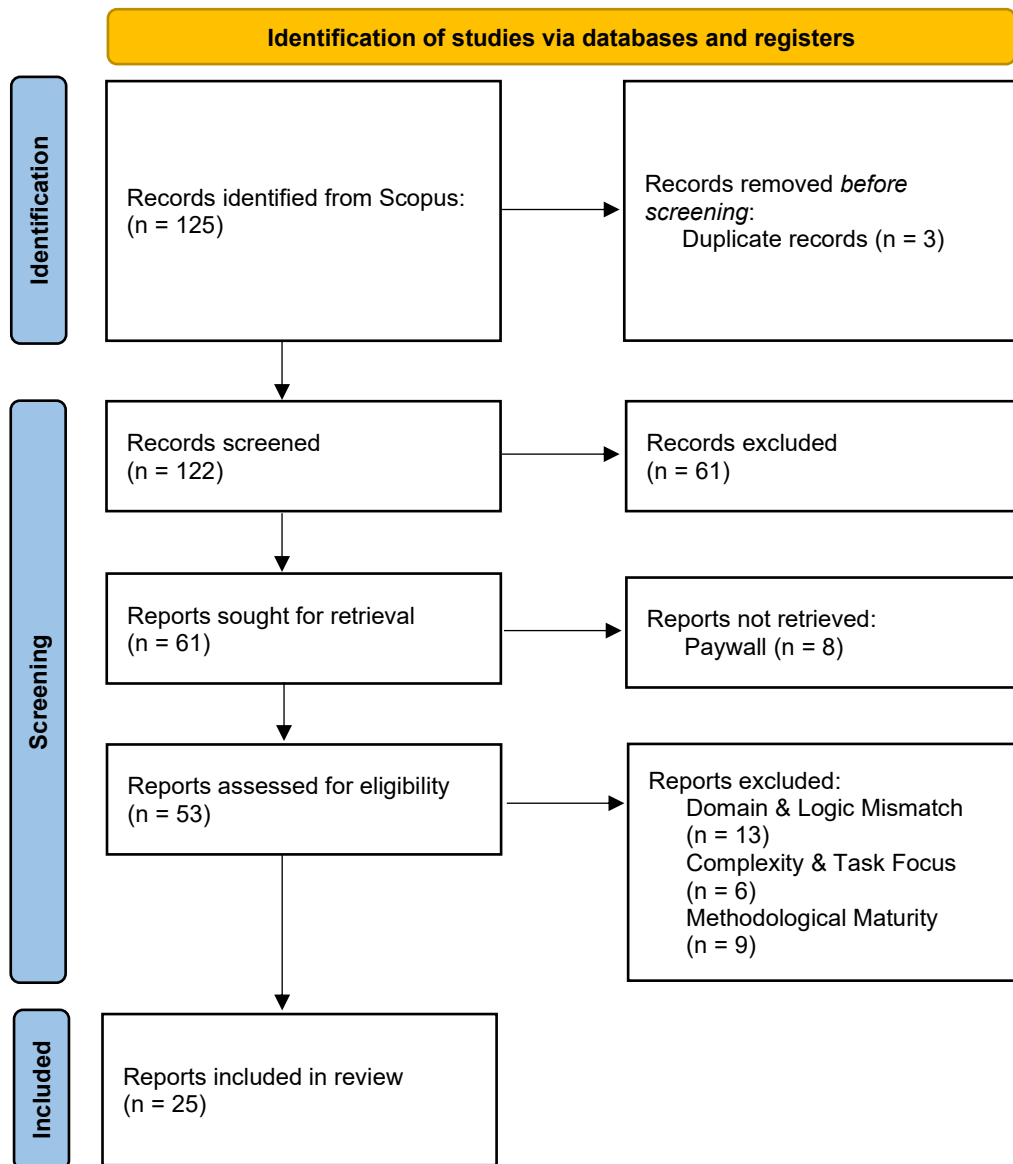 Identification of studies via databases and registers
Identification
Records identified from Scopus:
(n = 125)
Records removed before
screening:
Duplicate records (n = 3)
Screening
Records screened
(n = 122)
Records excluded
(n = 61)
Reports sought for retrieval
(n = 61)
Reports not retrieved:
Paywall (n = 8)
Reports assessed for eligibility
(n = 53)
Reports excluded:
Domain & Logic Mismatch
(n = 13)
Complexity & Task Focus
(n = 6)
Methodological Maturity
(n = 9)
Included
Reports included in review
(n = 25)